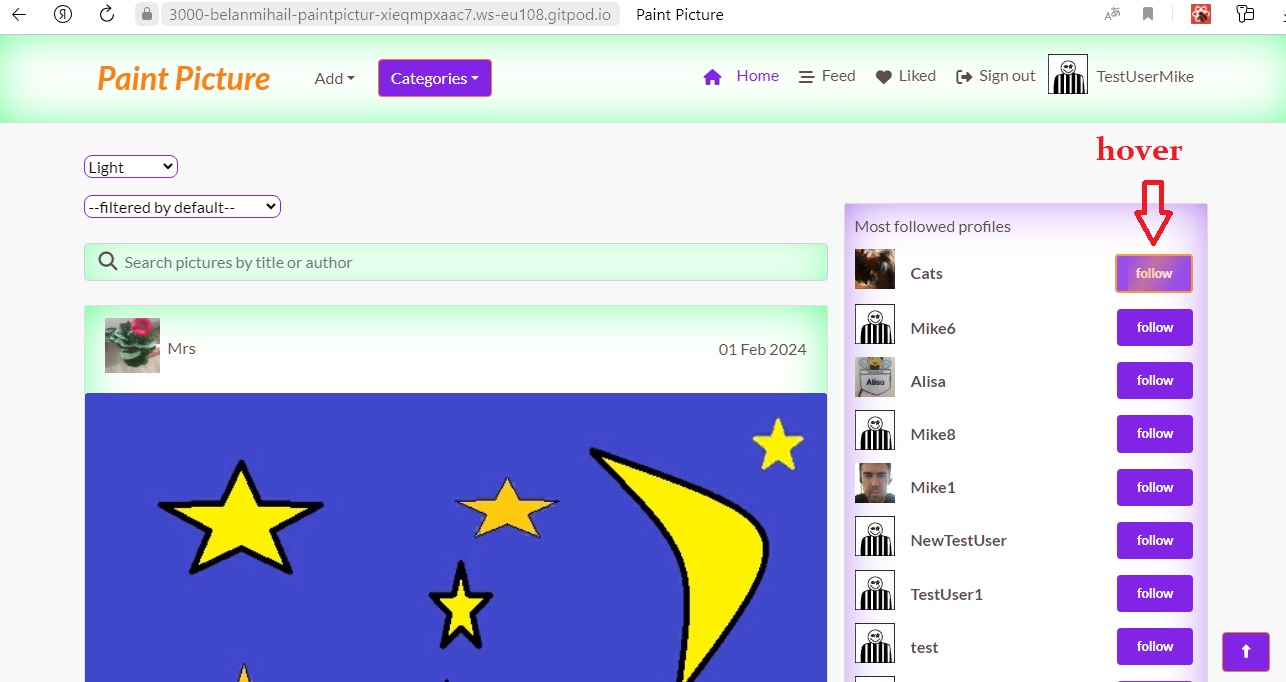 3000-belanmihail-paintpictur-xieqmpxaac7.ws-eu108.gitpod.io Paint Picture
Paint Picture
Add
Categories
Home
Feed
Liked
Sign out
TestUserMike
hover
Light
--filtered by default--
Search pictures by title or author
Mrs
01 Feb 2024
Most followed profiles
Cats follow
Mike6 follow
Alisa
Alisa follow
Mike8 follow
Mike1 follow
NewTestUser follow
TestUser1 follow
test follow